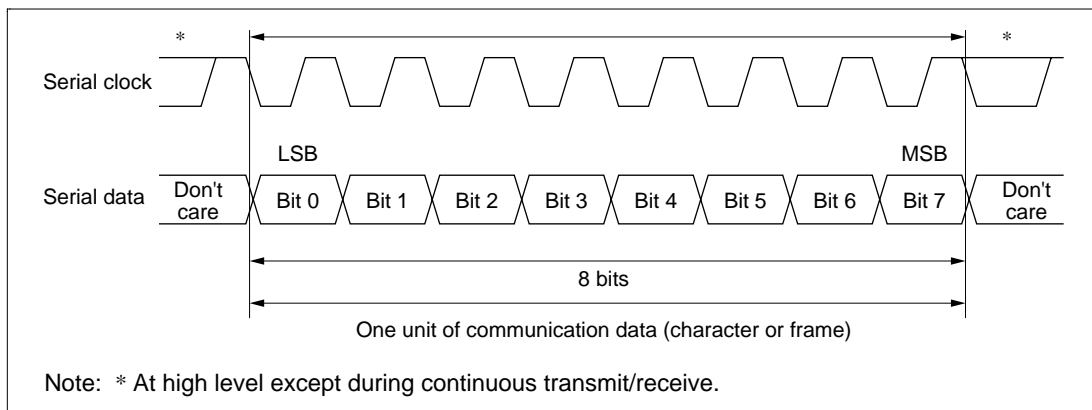 * *
Serial clock
LSB MSB
Serial data Don't care Bit 0 Bit 1 Bit 2 Bit 3 Bit 4 Bit 5 Bit 6 Bit 7 Don't care
8 bits
One unit of communication data (character or frame)
Note: * At high level except during continuous transmit/receive.